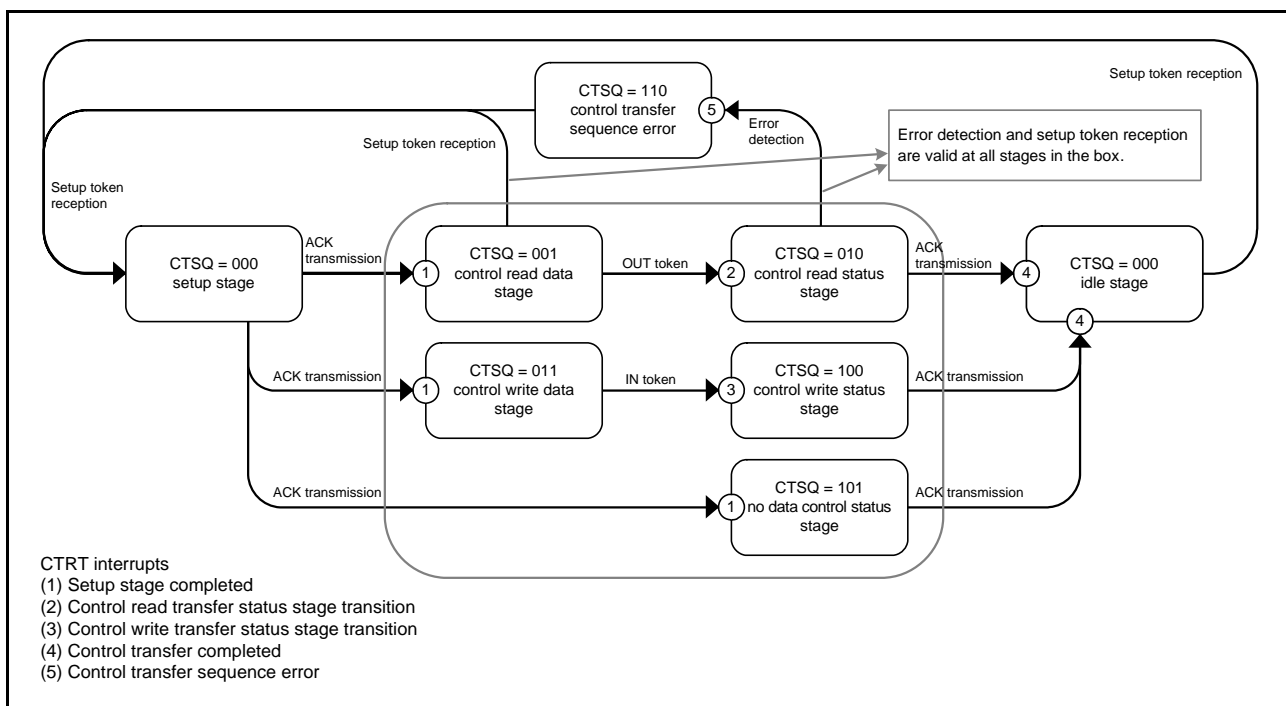 Setup token reception
CTSQ = 110
control transfer
sequence error
5
Error
detection
Setup token reception
Error detection and setup token reception
are valid at all stages in the box.
Setup token
reception
CTSQ = 000
setup stage
ACK
transmission
1
CTSQ = 001
control read data
stage
OUT token
2
CTSQ = 010
control read status
stage
ACK
transmission
4
CTSQ = 000
idle stage
4
ACK transmission
1
CTSQ = 011
control write data
stage
IN token
3
CTSQ = 100
control write status
stage
ACK transmission
ACK transmission
1
CTSQ = 101
no data control status
stage
ACK transmission
CTRT interrupts
(1) Setup stage completed
(2) Control read transfer status stage transition
(3) Control write transfer status stage transition
(4) Control transfer completed
(5) Control transfer sequence error